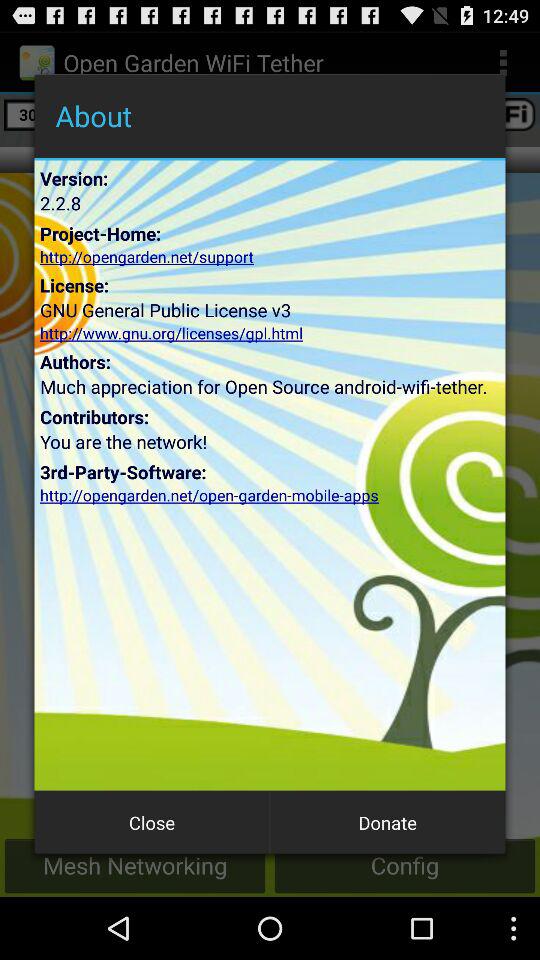 12:49
Open Garden WiFi Tether
30
Fi
About
Version:
2.2.8
Project-Home:
http://opengarden.net/support
License:
GNU General Public License v3
http://www.gnu.org/licenses/gpl.html
Authors:
Much appreciation for Open Source android-wifi-tether.
Contributors:
You are the network!
3rd-Party-Software:
http://opengarden.net/open-garden-mobile-apps
Close
Donate
Mesh Networking
Config